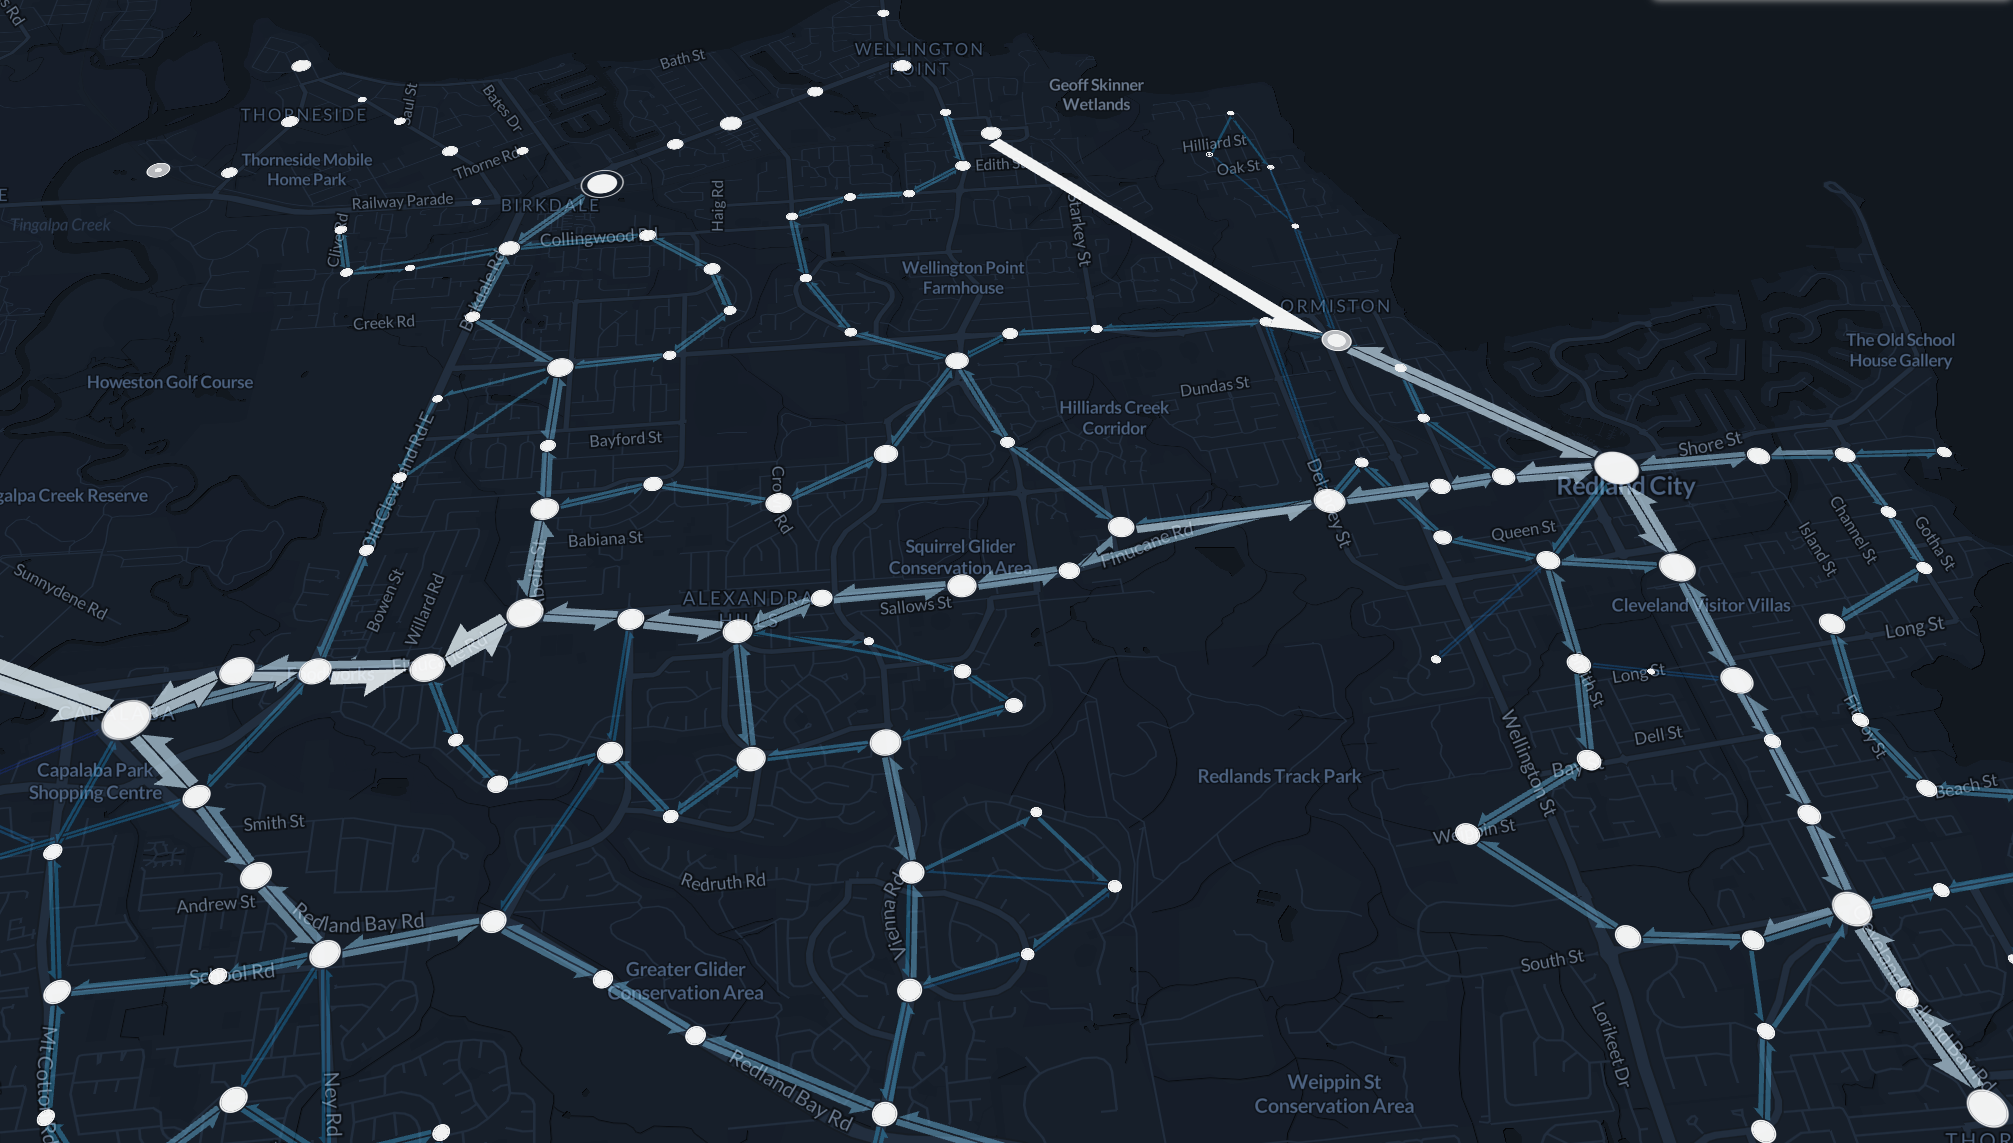 WELLINGTON
POINT
Bath St
Geoff Skinner
Wetlands
THORNESIDE
Saul St
Bates Dr
Thorneside Mobile
Home Park
Thorne Rd
Edith St
Hilliard St
Oak St
Railway Parade
BIRKDALE
Haig Rd
Starkey St
Tingalpa Creek
Clive Rd
Collingwood Rd
Birkdale Rd
Wellington Point
Farmhouse
ORMISTON
Creek Rd
The Old School
House Gallery
Howeston Golf Course
Dundas St
Hilliards Creek
Corridor
Old Cleveland Rd E
Bayford St
Shore St
Redland City
galpa Creek Reserve
Channel St
Gotha St
Island St
Queen St
Babiana St
Squirrel Glider
Conservation Area
Finucane Rd
Sunnydene Rd
Bowen St
Willard Rd
ALEXANDRA
HILLS
Sallows St
Cleveland Visitor Villas
Long St
Long St
CAPALABA
Wellington St
Dell St
Capalaba Park
Shopping Centre
Redlands Track Park
Beach St
Smith St
Weippin St
Redruth Rd
Andrew St
Redland Bay Rd
Vienna Rd
School Rd
Greater Glider
Conservation Area
South St
Lorikeet Dr
Mt Cotton Rd
Ney Rd
Redland Bay Rd
Weippin St
Conservation Area